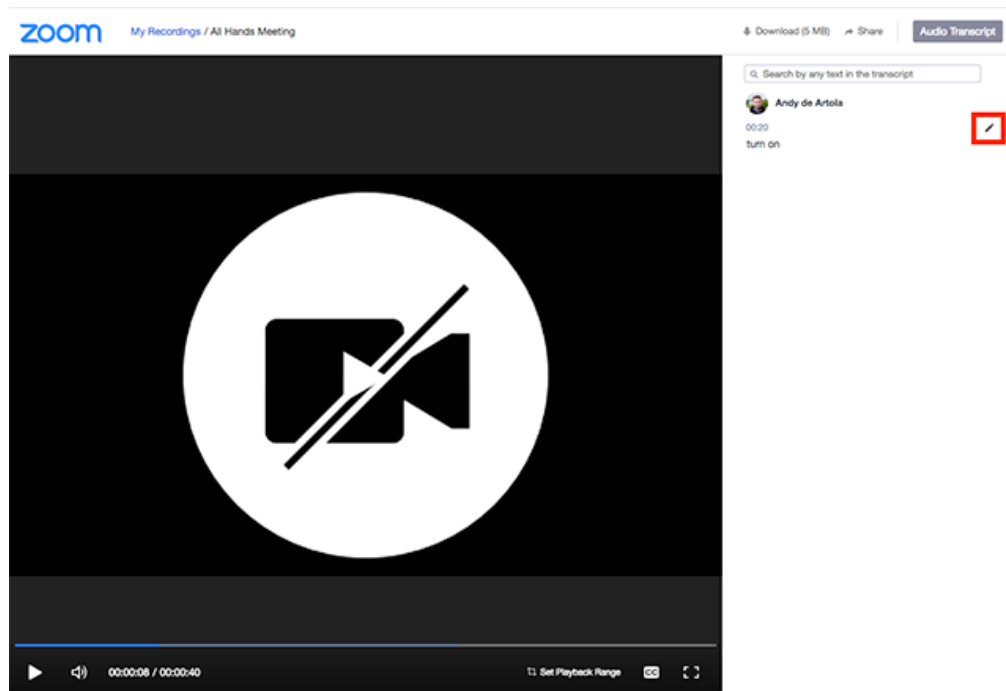 zoom My Recordings / All Hands Meeting Download (5 MB) Share Audio Transcript
Search by any text in the transcript
Andy de Artola
00:20
turn on
00:00:08 / 00:00:40 Set Playback Range CC